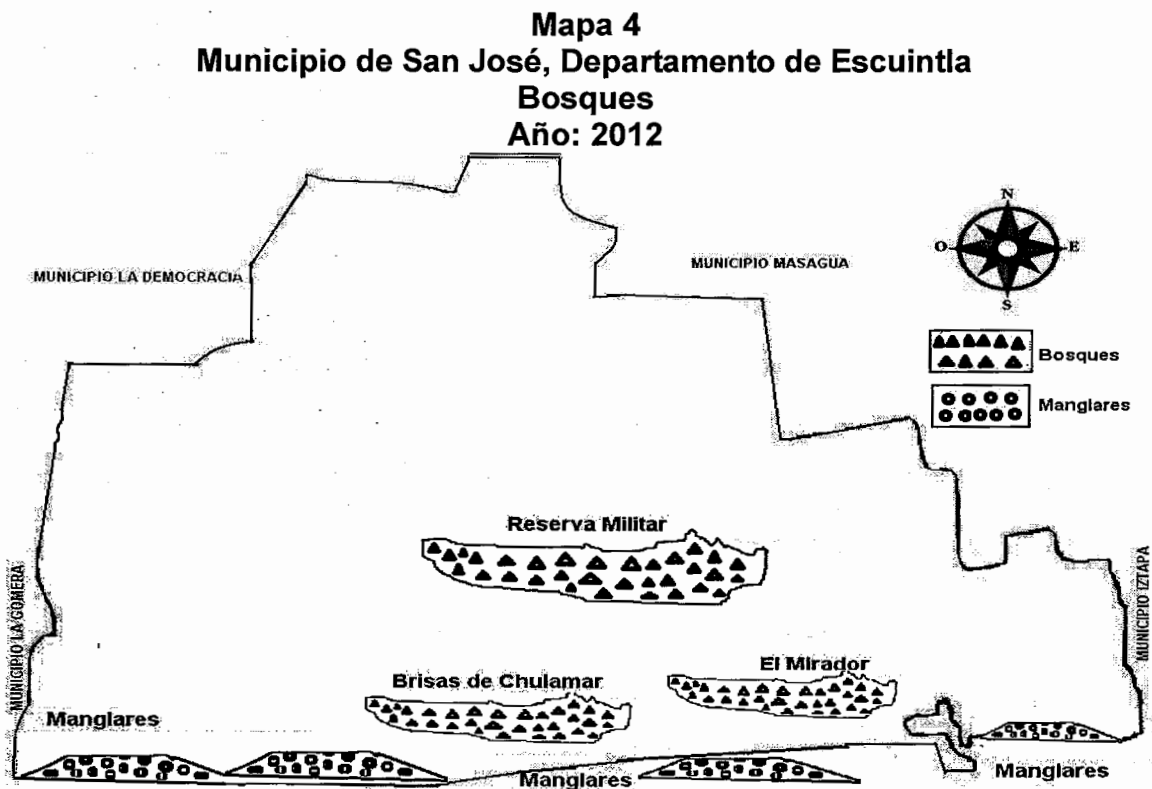 Mapa 4
Municipio de San José, Departamento de Escuintla
Bosques
Año: 2012
N
O
E
S
MUNICIPIO LA DEMOCRACIA
MUNICIPIO MASAGUA
Bosques
Manglares
Reserva Militar
MUNICIPIO LA GOMERA
MUNICIPIO IZTAPA
El Mirador
Brisas de Chulamar
Manglares
Manglares
Manglares